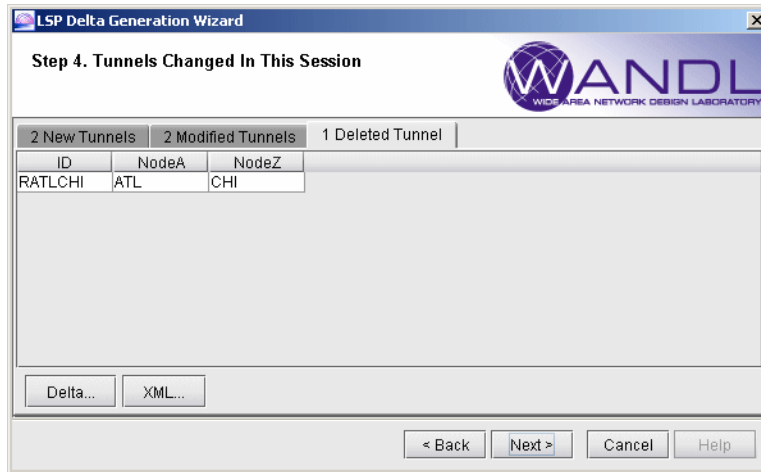 LSP Delta Generation Wizard
Step 4. Tunnels Changed In This Session
WANDL
WIDE AREA NETWORK DESIGN LABORATORY
2 New Tunnels 2 Modified Tunnels 1 Deleted Tunnel
ID NodeA NodeZ
RATLCHI ATL CHI
Delta... XML...
< Back Next > Cancel Help